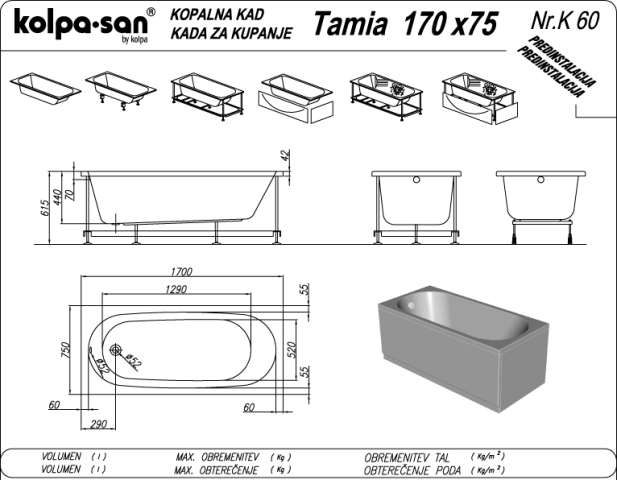 kolpa-san®
by kolpa
KOPALNA KAD
KADA ZA KUPANJE
Tamia 170 x75
Nr.K 60
PREDINSTALACIJA
PREDINSTALACIJA
42
70
440
615
1700
1290
55
750
ø52
ø52
520
55
60
60
290
VOLUMEN ( l ) MAX. OBREMENITEV ( Kg ) OBREMENITEV TAL ( Kg/m² )
VOLUMEN ( l ) MAX. OBTEREČENJE ( Kg ) OBTEREČENJE PODA ( Kg/m² )